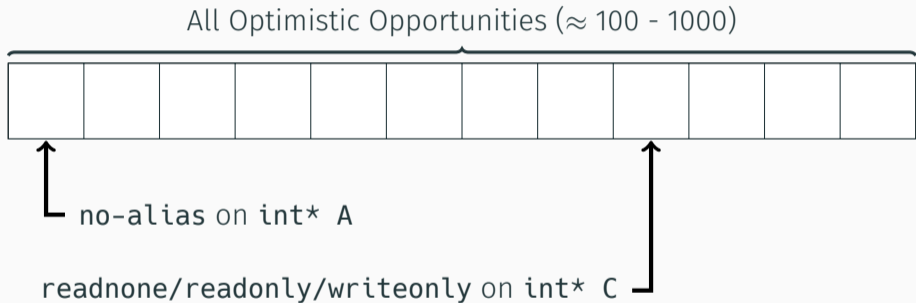 All Optimistic Opportunities (≈ 100 - 1000)
no-alias on int* A
readnone/readonly/writeonly on int* C